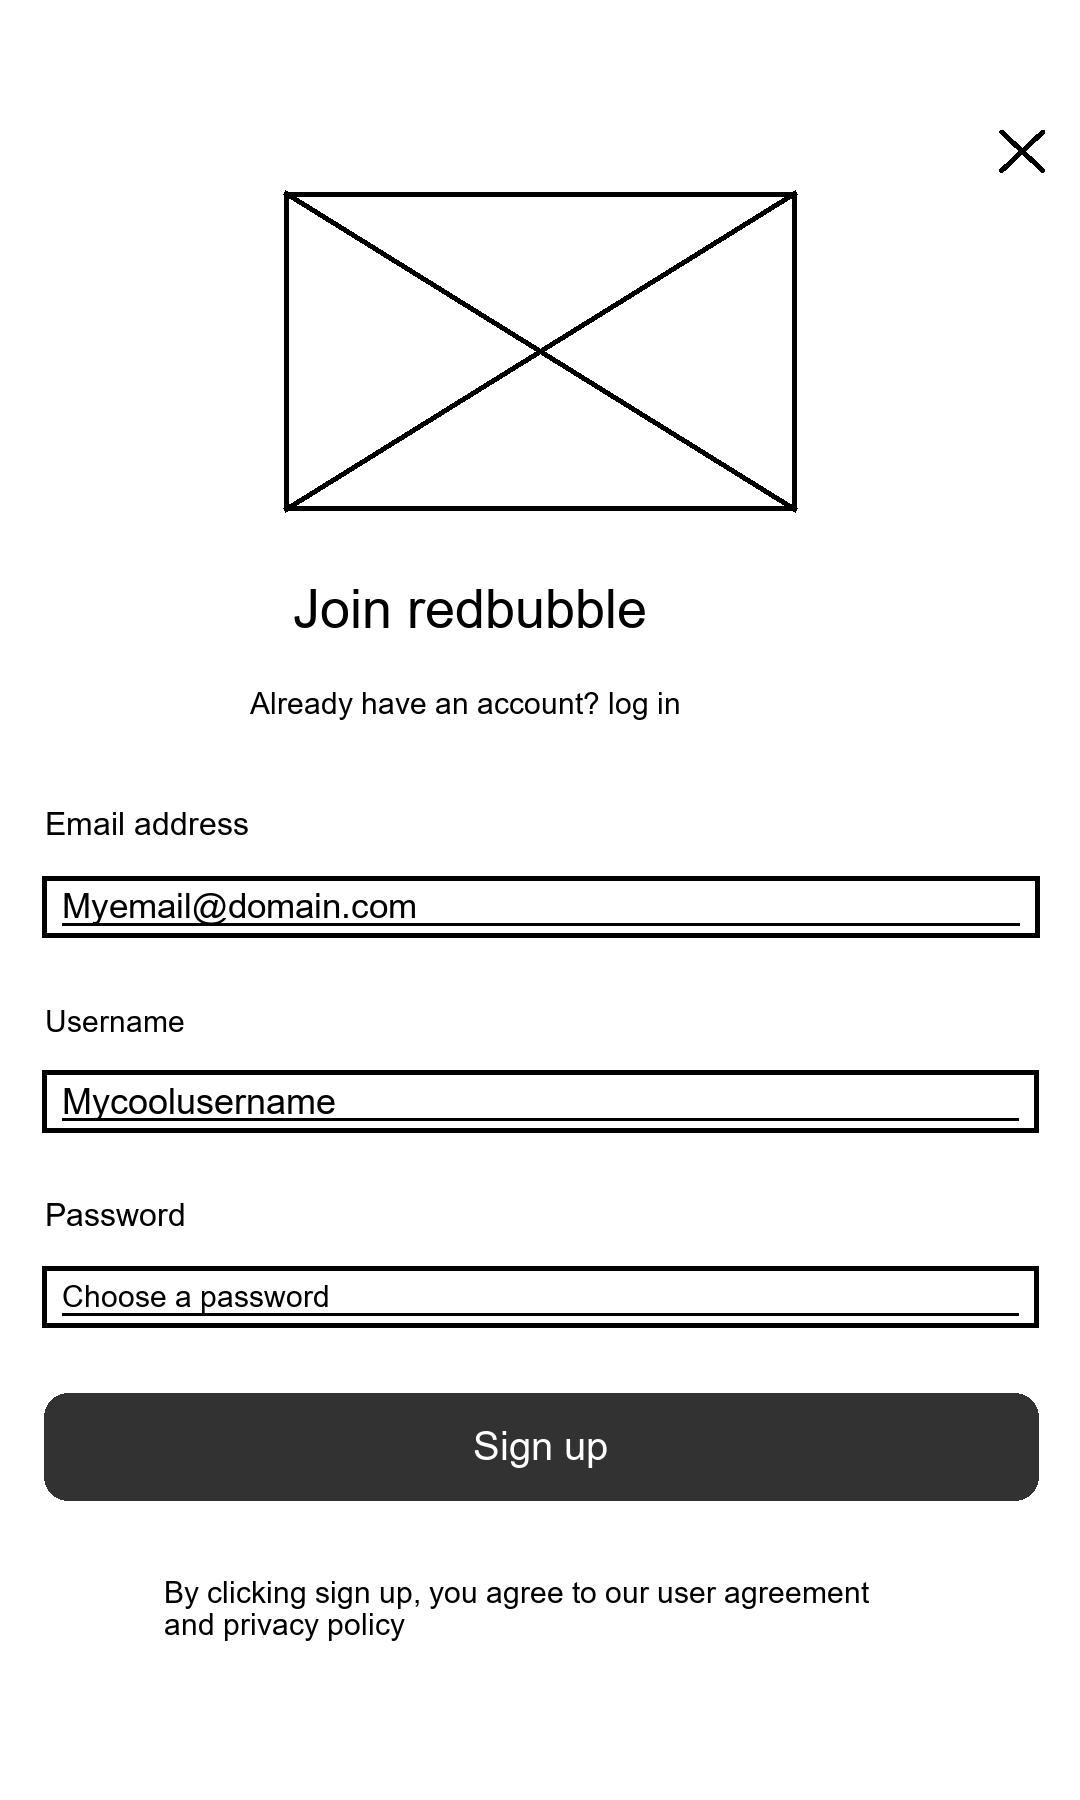 Join redbubble
Already have an account? log in
Email address
Myemail@domain.com
Username
Mycoolusername
Password
Choose a password
Sign up
By clicking sign up, you agree to our user agreement
and privacy policy